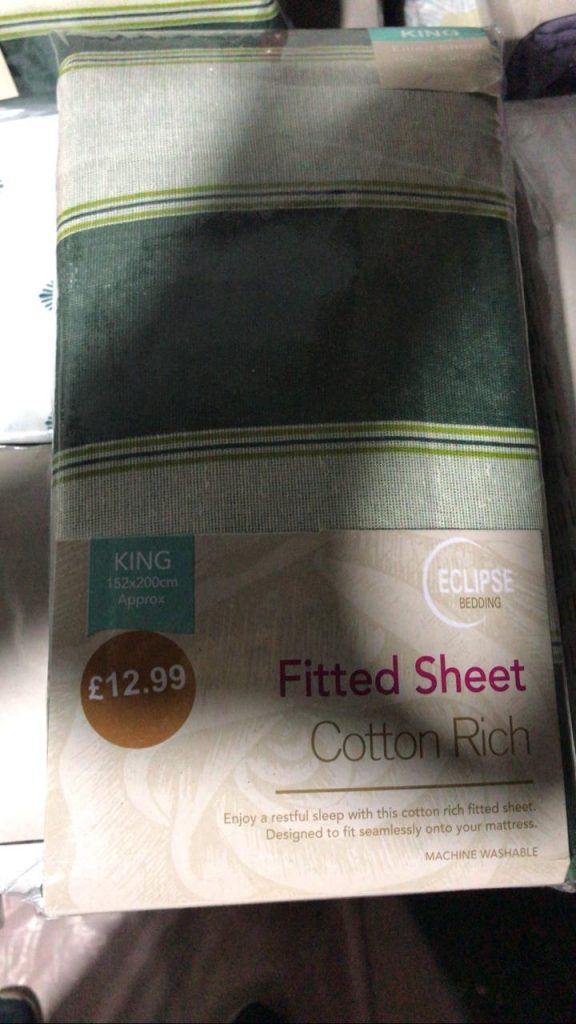 KING
KING
152x200cm
Approx
ECLIPSE
BEDDING
£12.99
Fitted Sheet
Cotton Rich
Enjoy a restful sleep with this cotton rich fitted sheet.
Designed to fit seamlessly onto your mattress.
MACHINE WASHABLE